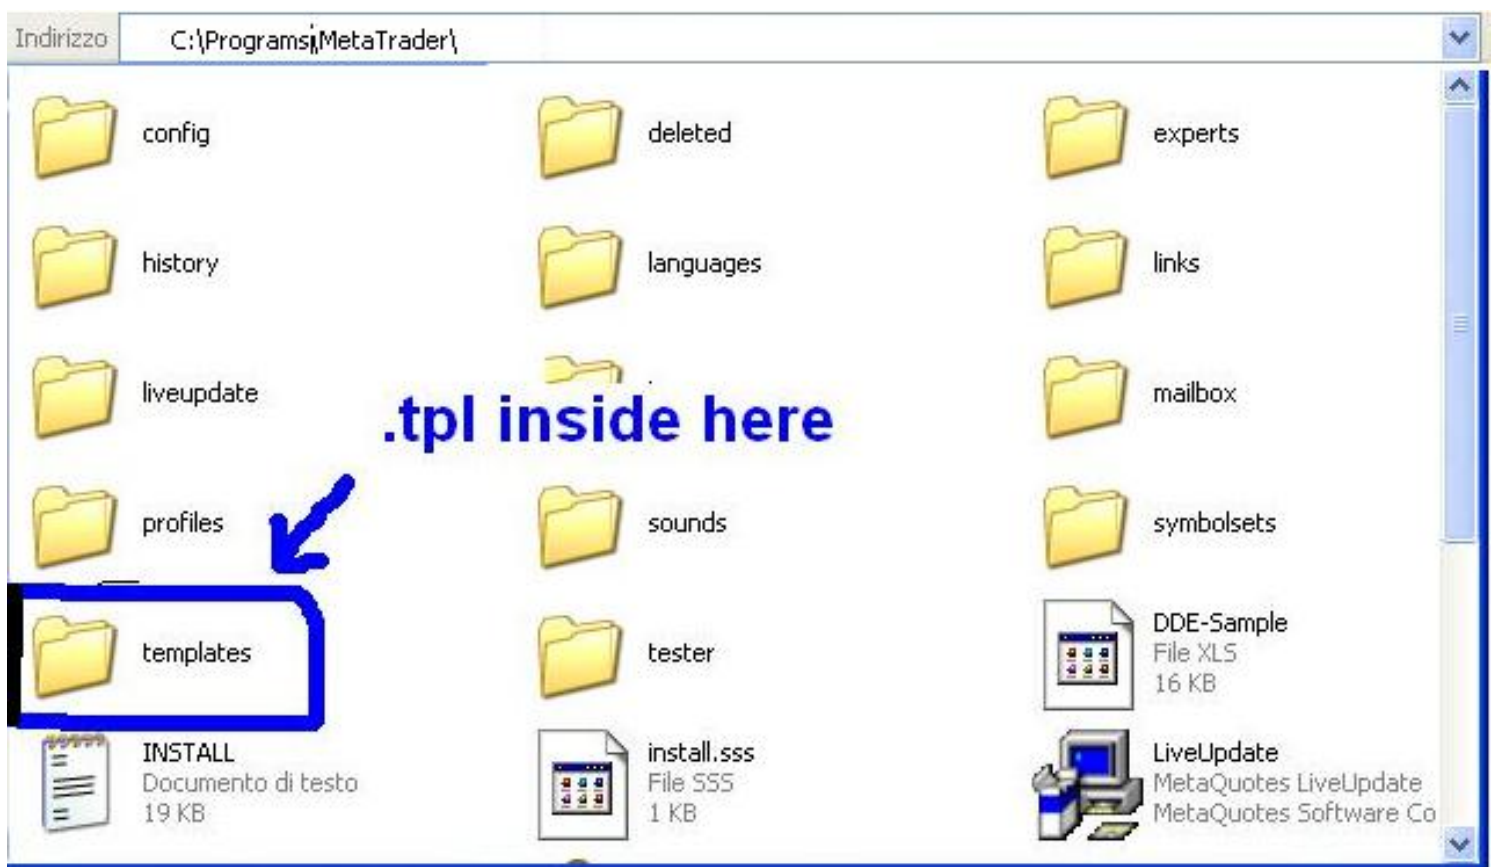 Indirizzo C:\Programs\MetaTrader\
config deleted experts
history languages links
liveupdate mailbox
.tpl inside here
profiles sounds symbolsets
templates tester DDE-Sample
File XLS
16 KB
INSTALL install.sss LiveUpdate
Documento di testo File SSS MetaQuotes LiveUpdate
19 KB 1 KB MetaQuotes Software Co